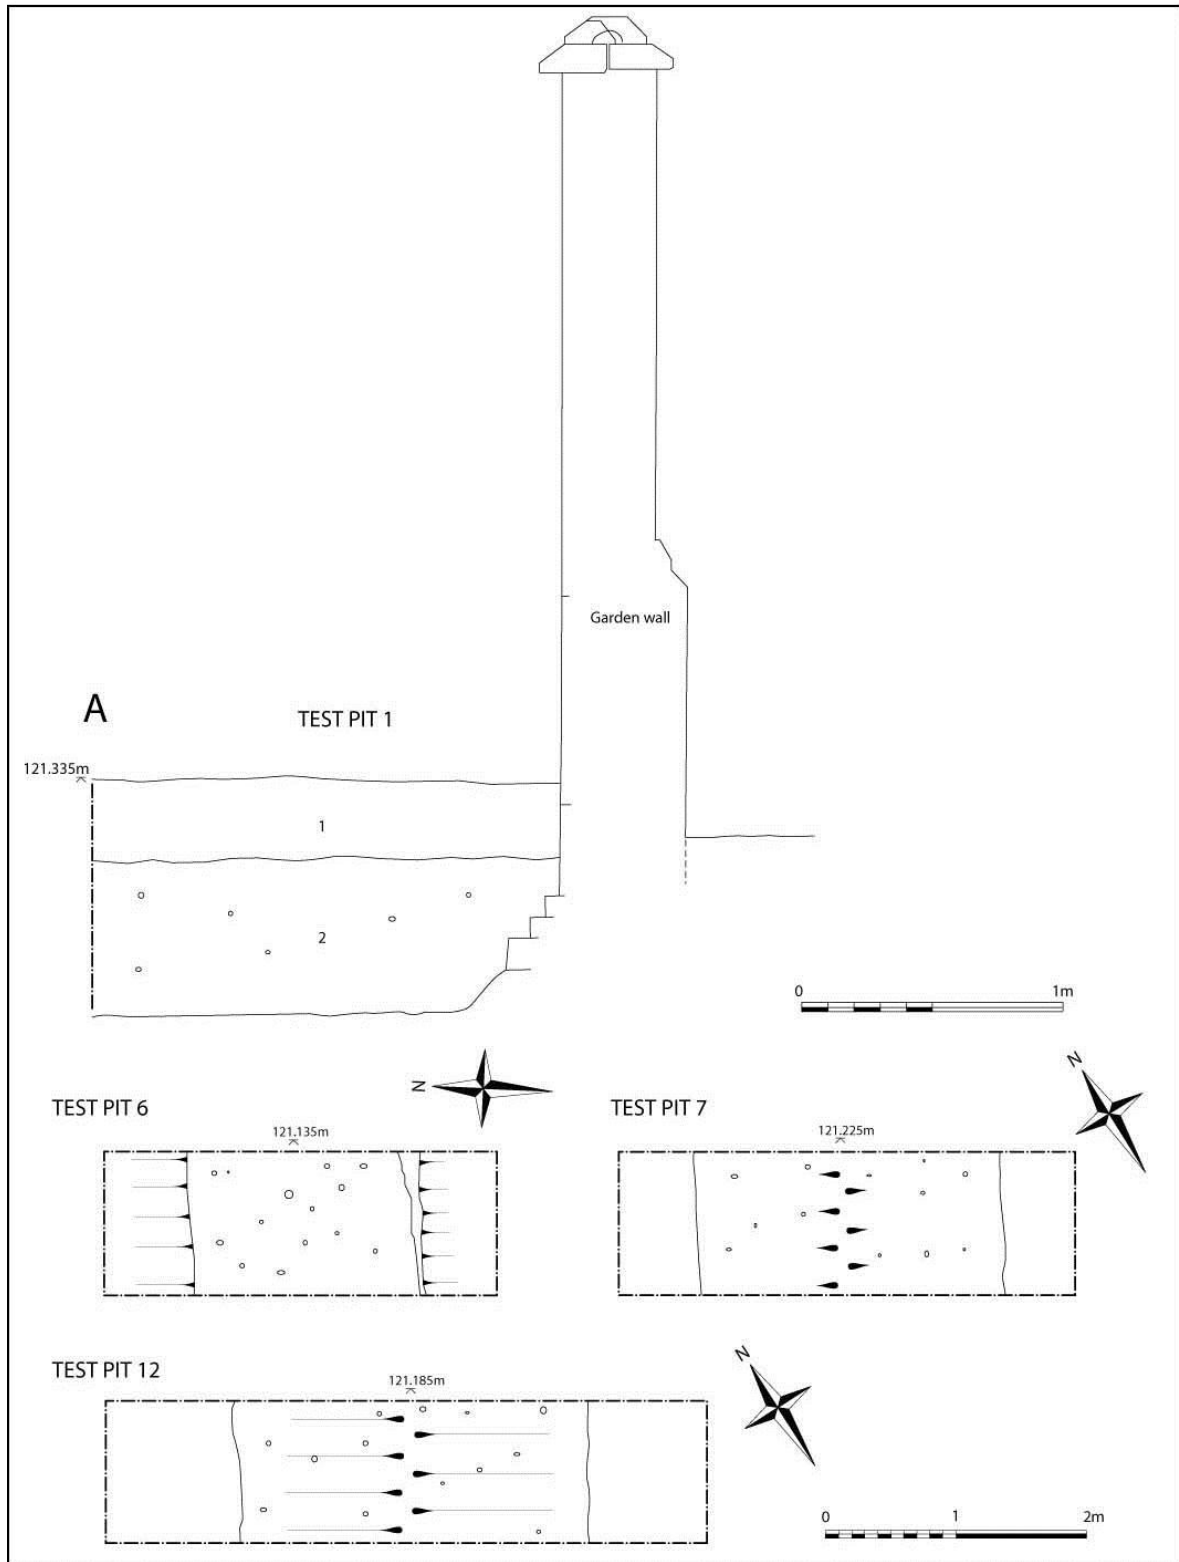 A
TEST PIT 1
Garden wall
121.335m
1
2
0 1m
N
TEST PIT 6
121.135m
N
TEST PIT 7
121.225m
TEST PIT 12
121.185m
N
0 1 2m